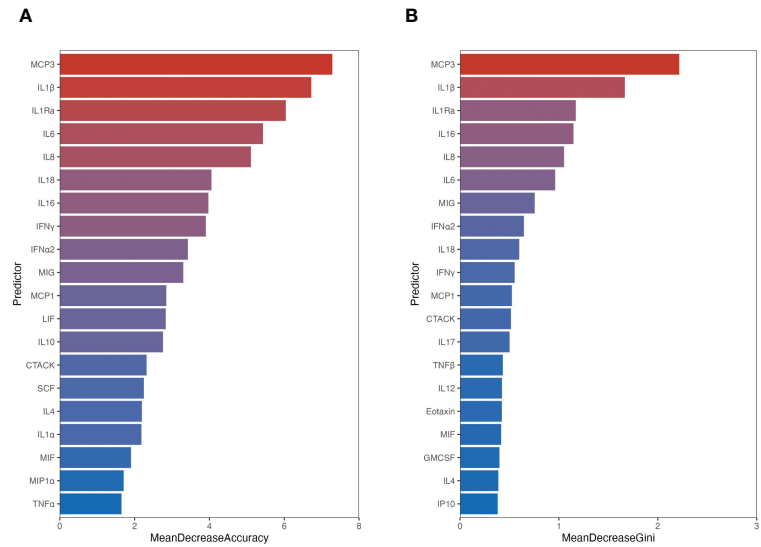 A
MCP3
IL1β
IL1Ra
IL6
IL8
IL18
IL16
IFNγ
IFNα2
MIG
MCP1
LIF
IL10
CTACK
SCF
IL4
IL1α
MIF
MIP1α
TNFα
Predictor
0 2 4 6 8
MeanDecreaseAccuracy
B
MCP3
IL1β
IL1Ra
IL16
IL8
IL6
MIG
IFNα2
IL18
IFNγ
MCP1
CTACK
IL17
TNFβ
IL12
Eotaxin
MIF
GMCSF
IL4
IP10
Predictor
0 1 2 3
MeanDecreaseGini